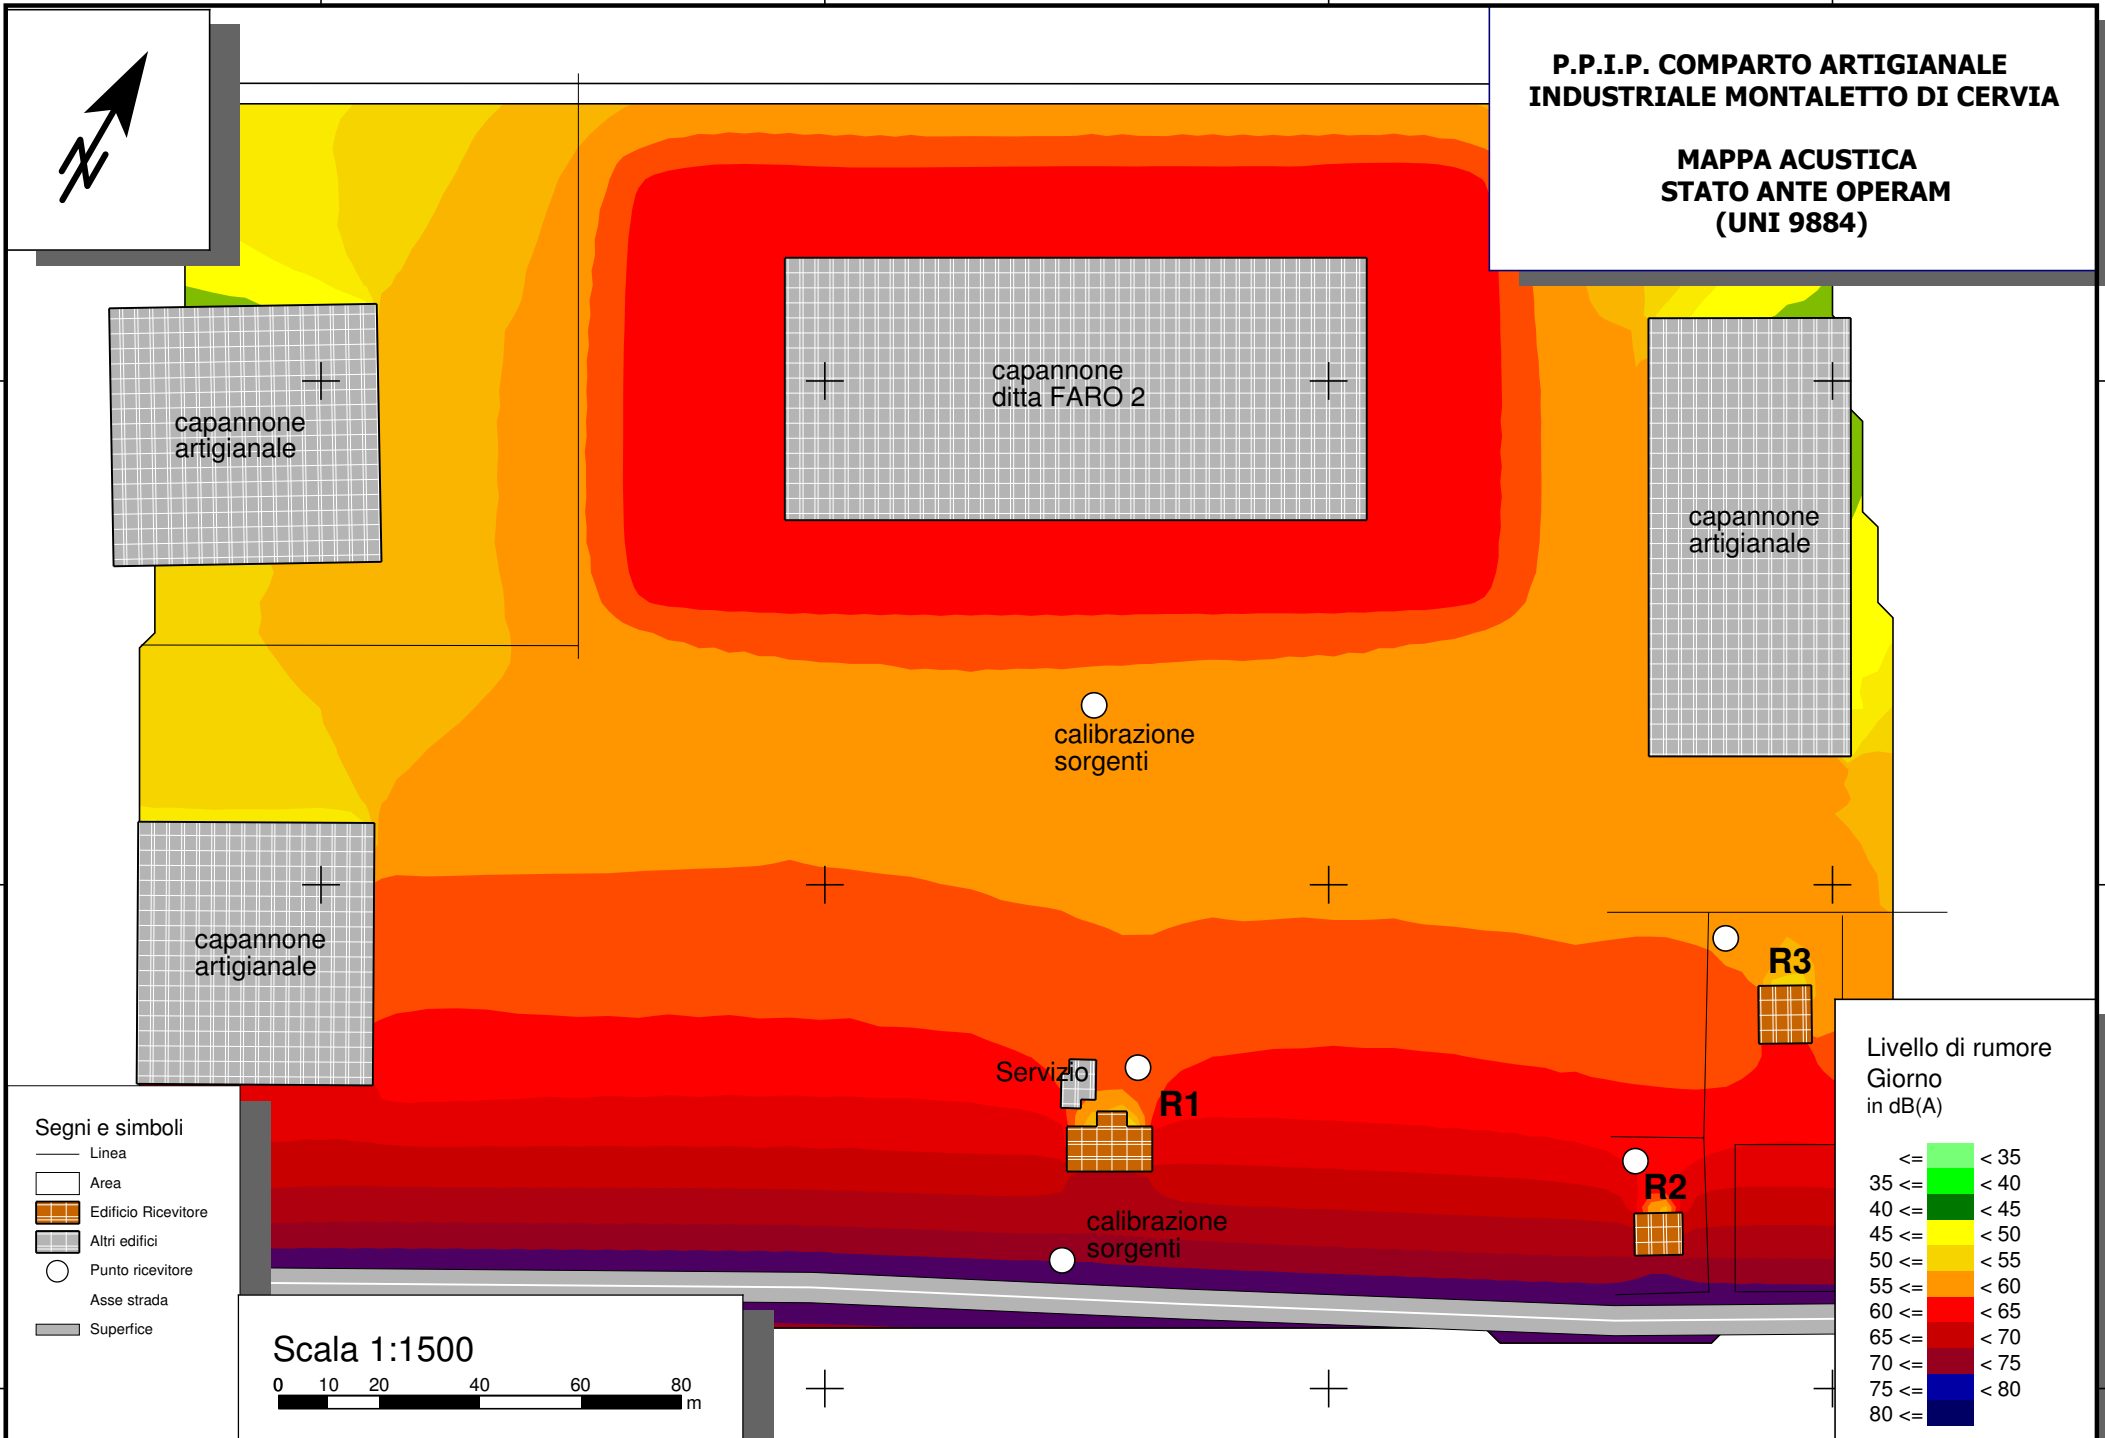 P.P.I.P. COMPARTO ARTIGIANALE
INDUSTRIALE MONTALETTO DI CERVIA
MAPPA ACUSTICA
STATO ANTE OPERAM
(UNI 9884)
N
capannone
ditta FARO 2
capannone
artigianale
capannone
artigianale
calibrazione
sorgenti
capannone
artigianale
R3
Servizio
R1
R2
calibrazione
sorgenti
Segni e simboli
Linea
Area
Edificio Ricevitore
Altri edifici
Punto ricevitore
Asse strada
Superfice
Scala 1:1500
0 10 20 40 60 80
m
Livello di rumore
Giorno
in dB(A)
<= < 35
35 <= < 40
40 <= < 45
45 <= < 50
50 <= < 55
55 <= < 60
60 <= < 65
65 <= < 70
70 <= < 75
75 <= < 80
80 <=